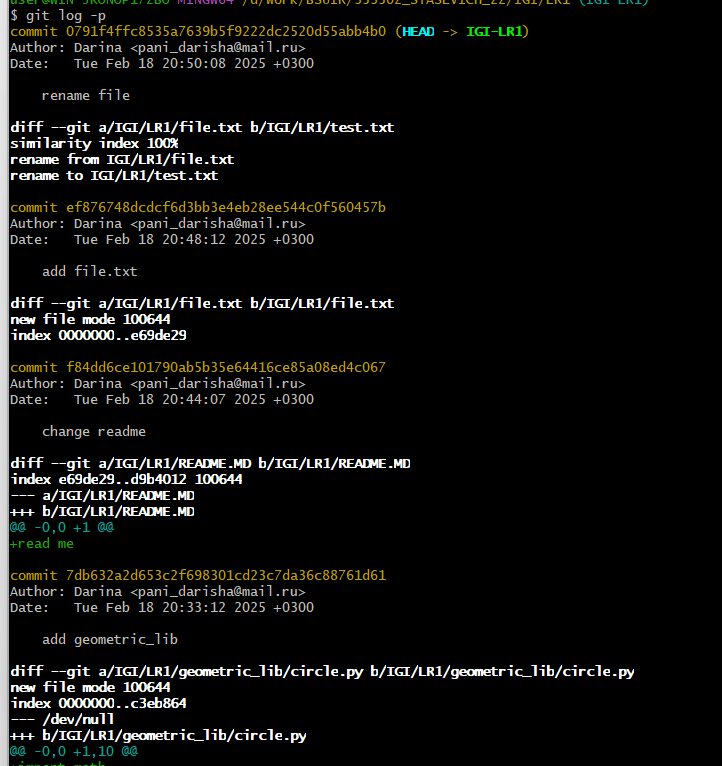 $ git log -p
commit 0791f4ffc8535a7639b5f9222dc2520d55abb4b0 (HEAD -> IGI-LR1)
Author: Darina <pani_darisha@mail.ru>
Date:   Tue Feb 18 20:50:08 2025 +0300
    rename file
diff --git a/IGI/LR1/file.txt b/IGI/LR1/test.txt
similarity index 100%
rename from IGI/LR1/file.txt
rename to IGI/LR1/test.txt
commit ef876748dcdcf6d3bb3e4eb28ee544c0f560457b
Author: Darina <pani_darisha@mail.ru>
Date:   Tue Feb 18 20:48:12 2025 +0300
    add file.txt
diff --git a/IGI/LR1/file.txt b/IGI/LR1/file.txt
new file mode 100644
index 0000000..e69de29
commit f84dd6ce101790ab5b35e64416ce85a08ed4c067
Author: Darina <pani_darisha@mail.ru>
Date:   Tue Feb 18 20:44:07 2025 +0300
    change readme
diff --git a/IGI/LR1/README.MD b/IGI/LR1/README.MD
index e69de29..d9b4012 100644
--- a/IGI/LR1/README.MD
+++ b/IGI/LR1/README.MD
@@ -0,0 +1 @@
+read me
commit 7db632a2d653c2f698301cd23c7da36c88761d61
Author: Darina <pani_darisha@mail.ru>
Date:   Tue Feb 18 20:33:12 2025 +0300
    add geometric_lib
diff --git a/IGI/LR1/geometric_lib/circle.py b/IGI/LR1/geometric_lib/circle.py
new file mode 100644
index 0000000..c3eb864
--- /dev/null
+++ b/IGI/LR1/geometric_lib/circle.py
@@ -0,0 +1,10 @@